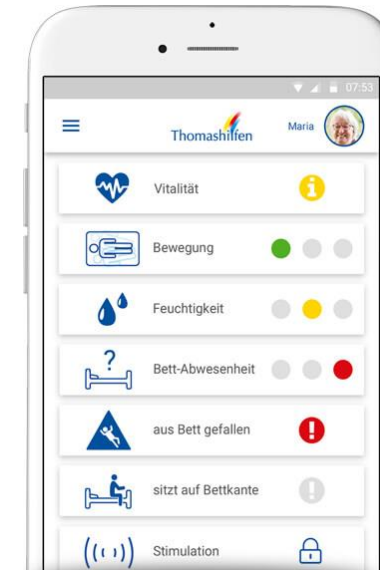 07:53
Thomashilfen
Maria
Vitalität
Bewegung
Feuchtigkeit
?
Bett-Abwesenheit
aus Bett gefallen
sitzt auf Bettkante
Stimulation